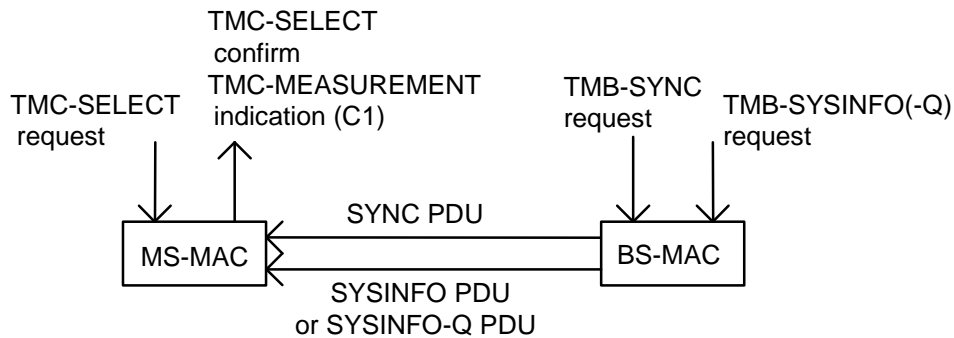 TMC-SELECT
confirm
TMC-MEASUREMENT
indication (C1)
TMC-SELECT
request
TMB-SYNC
request
TMB-SYSINFO(-Q)
request
SYNC PDU
MS-MAC
BS-MAC
SYSINFO PDU
or SYSINFO-Q PDU